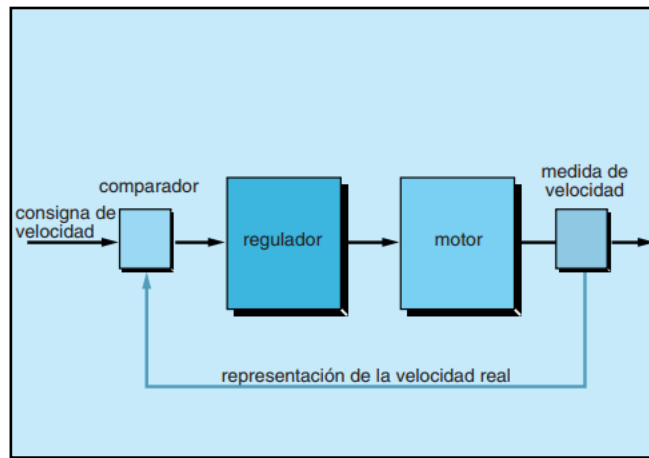 comparador
consigna de
velocidad
regulador
motor
medida de
velocidad
representación de la velocidad real